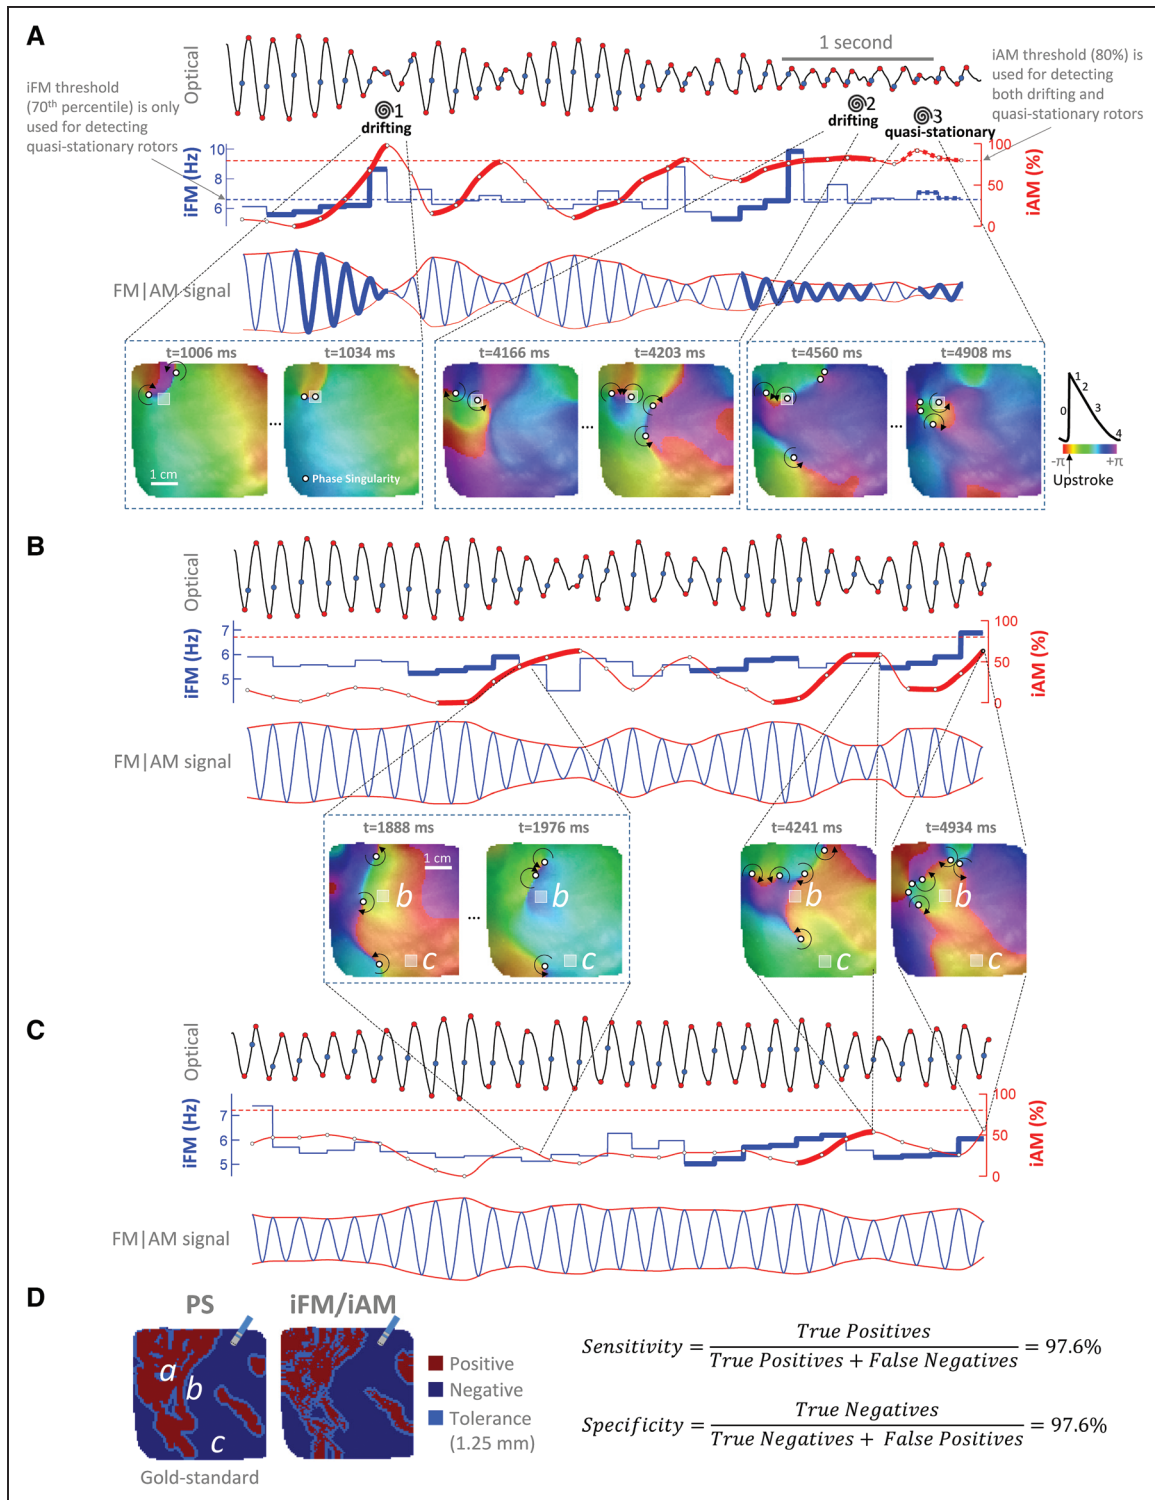 A
Optical
1 second
iFM threshold
(70th percentile) is only
used for detecting
quasi-stationary rotors
iAM threshold (80%) is
used for detecting
both drifting and
quasi-stationary rotors
1
drifting
2
drifting
3
quasi-stationary
iFM (Hz)
10
8
6
100
50
0
iAM (%)
FM|AM signal
t=1006 ms
t=1034 ms
t=4166 ms
t=4203 ms
t=4560 ms
t=4908 ms
...
...
...
1 cm
Phase Singularity
0
1
2
3
4
-π
+π
Upstroke
B
Optical
iFM (Hz)
7
6
5
100
50
0
iAM (%)
FM|AM signal
t=1888 ms
t=1976 ms
t=4241 ms
t=4934 ms
1 cm
...
b
c
b
c
b
c
b
c
C
Optical
iFM (Hz)
7
6
5
100
50
0
iAM (%)
FM|AM signal
D
PS
iFM/iAM
a
b
c
Gold-standard
Positive
Negative
Tolerance
(1.25 mm)
Sensitivity = True Positives / True Positives + False Negatives = 97.6%
Specificity = True Negatives / True Negatives + False Positives = 97.6%